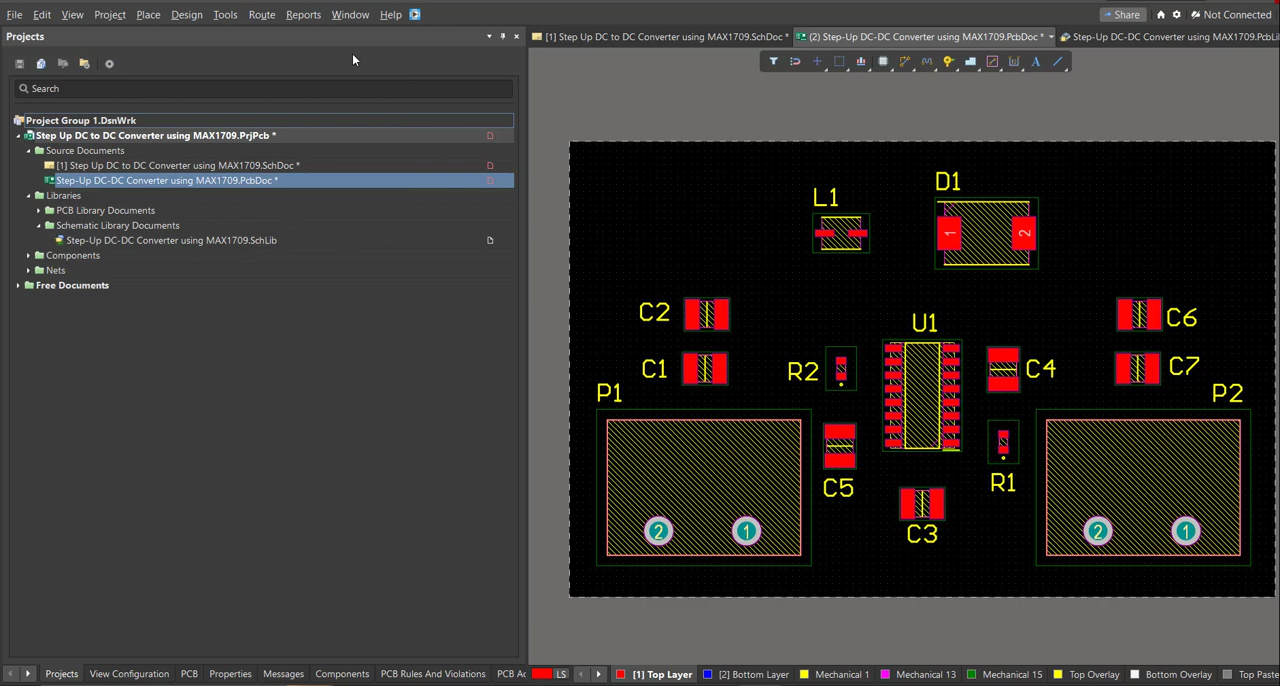 File Edit View Project Place Design Tools Route Reports Window Help Share Not Connected
Projects
[1] Step Up DC to DC Converter using MAX1709.SchDoc * (2) Step-Up DC-DC Converter using MAX1709.PcbDoc * Step-Up DC-DC Converter using MAX1709.PcbLi
Search
Project Group 1.DsnWrk
Step Up DC to DC Converter using MAX1709.PrjPcb *
Source Documents
[1] Step Up DC to DC Converter using MAX1709.SchDoc *
Step-Up DC-DC Converter using MAX1709.PcbDoc *
Libraries
PCB Library Documents
Schematic Library Documents
Step-Up DC-DC Converter using MAX1709.SchLib
Components
Nets
Free Documents
A
D1
L1
1 2
C2
U1
C6
C1
R2
C4
C7
P1
P2
C5
R1
C3
2 1
2 1
Projects View Configuration PCB Properties Messages Components PCB Rules And Violations PCB Ac
LS [1] Top Layer [2] Bottom Layer Mechanical 1 Mechanical 13 Mechanical 15 Top Overlay Bottom Overlay Top Paste